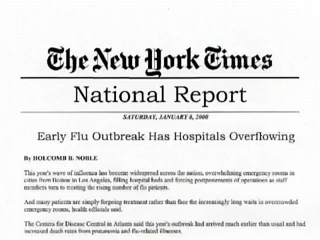 The New York Times
National Report
SATURDAY, JANUARY 8, 2000
Early Flu Outbreak Has Hospitals Overflowing
By HOLCOMB B. NOBLE
This year's wave of influenza has become widespread across the nation, overwhelming emergency rooms in
cities from Boston to Los Angeles, filling hospital beds and forcing postponements of operations as staff
members turn to treating the rising number of flu patients.
And many patients are simply forgoing treatment rather than face the increasingly long waits in overcrowded
emergency rooms, health officials said.
The Centers for Disease Control in Atlanta said this year's outbreak had arrived much earlier than usual and had
increased death rates from pneumonia and flu-related illnesses.